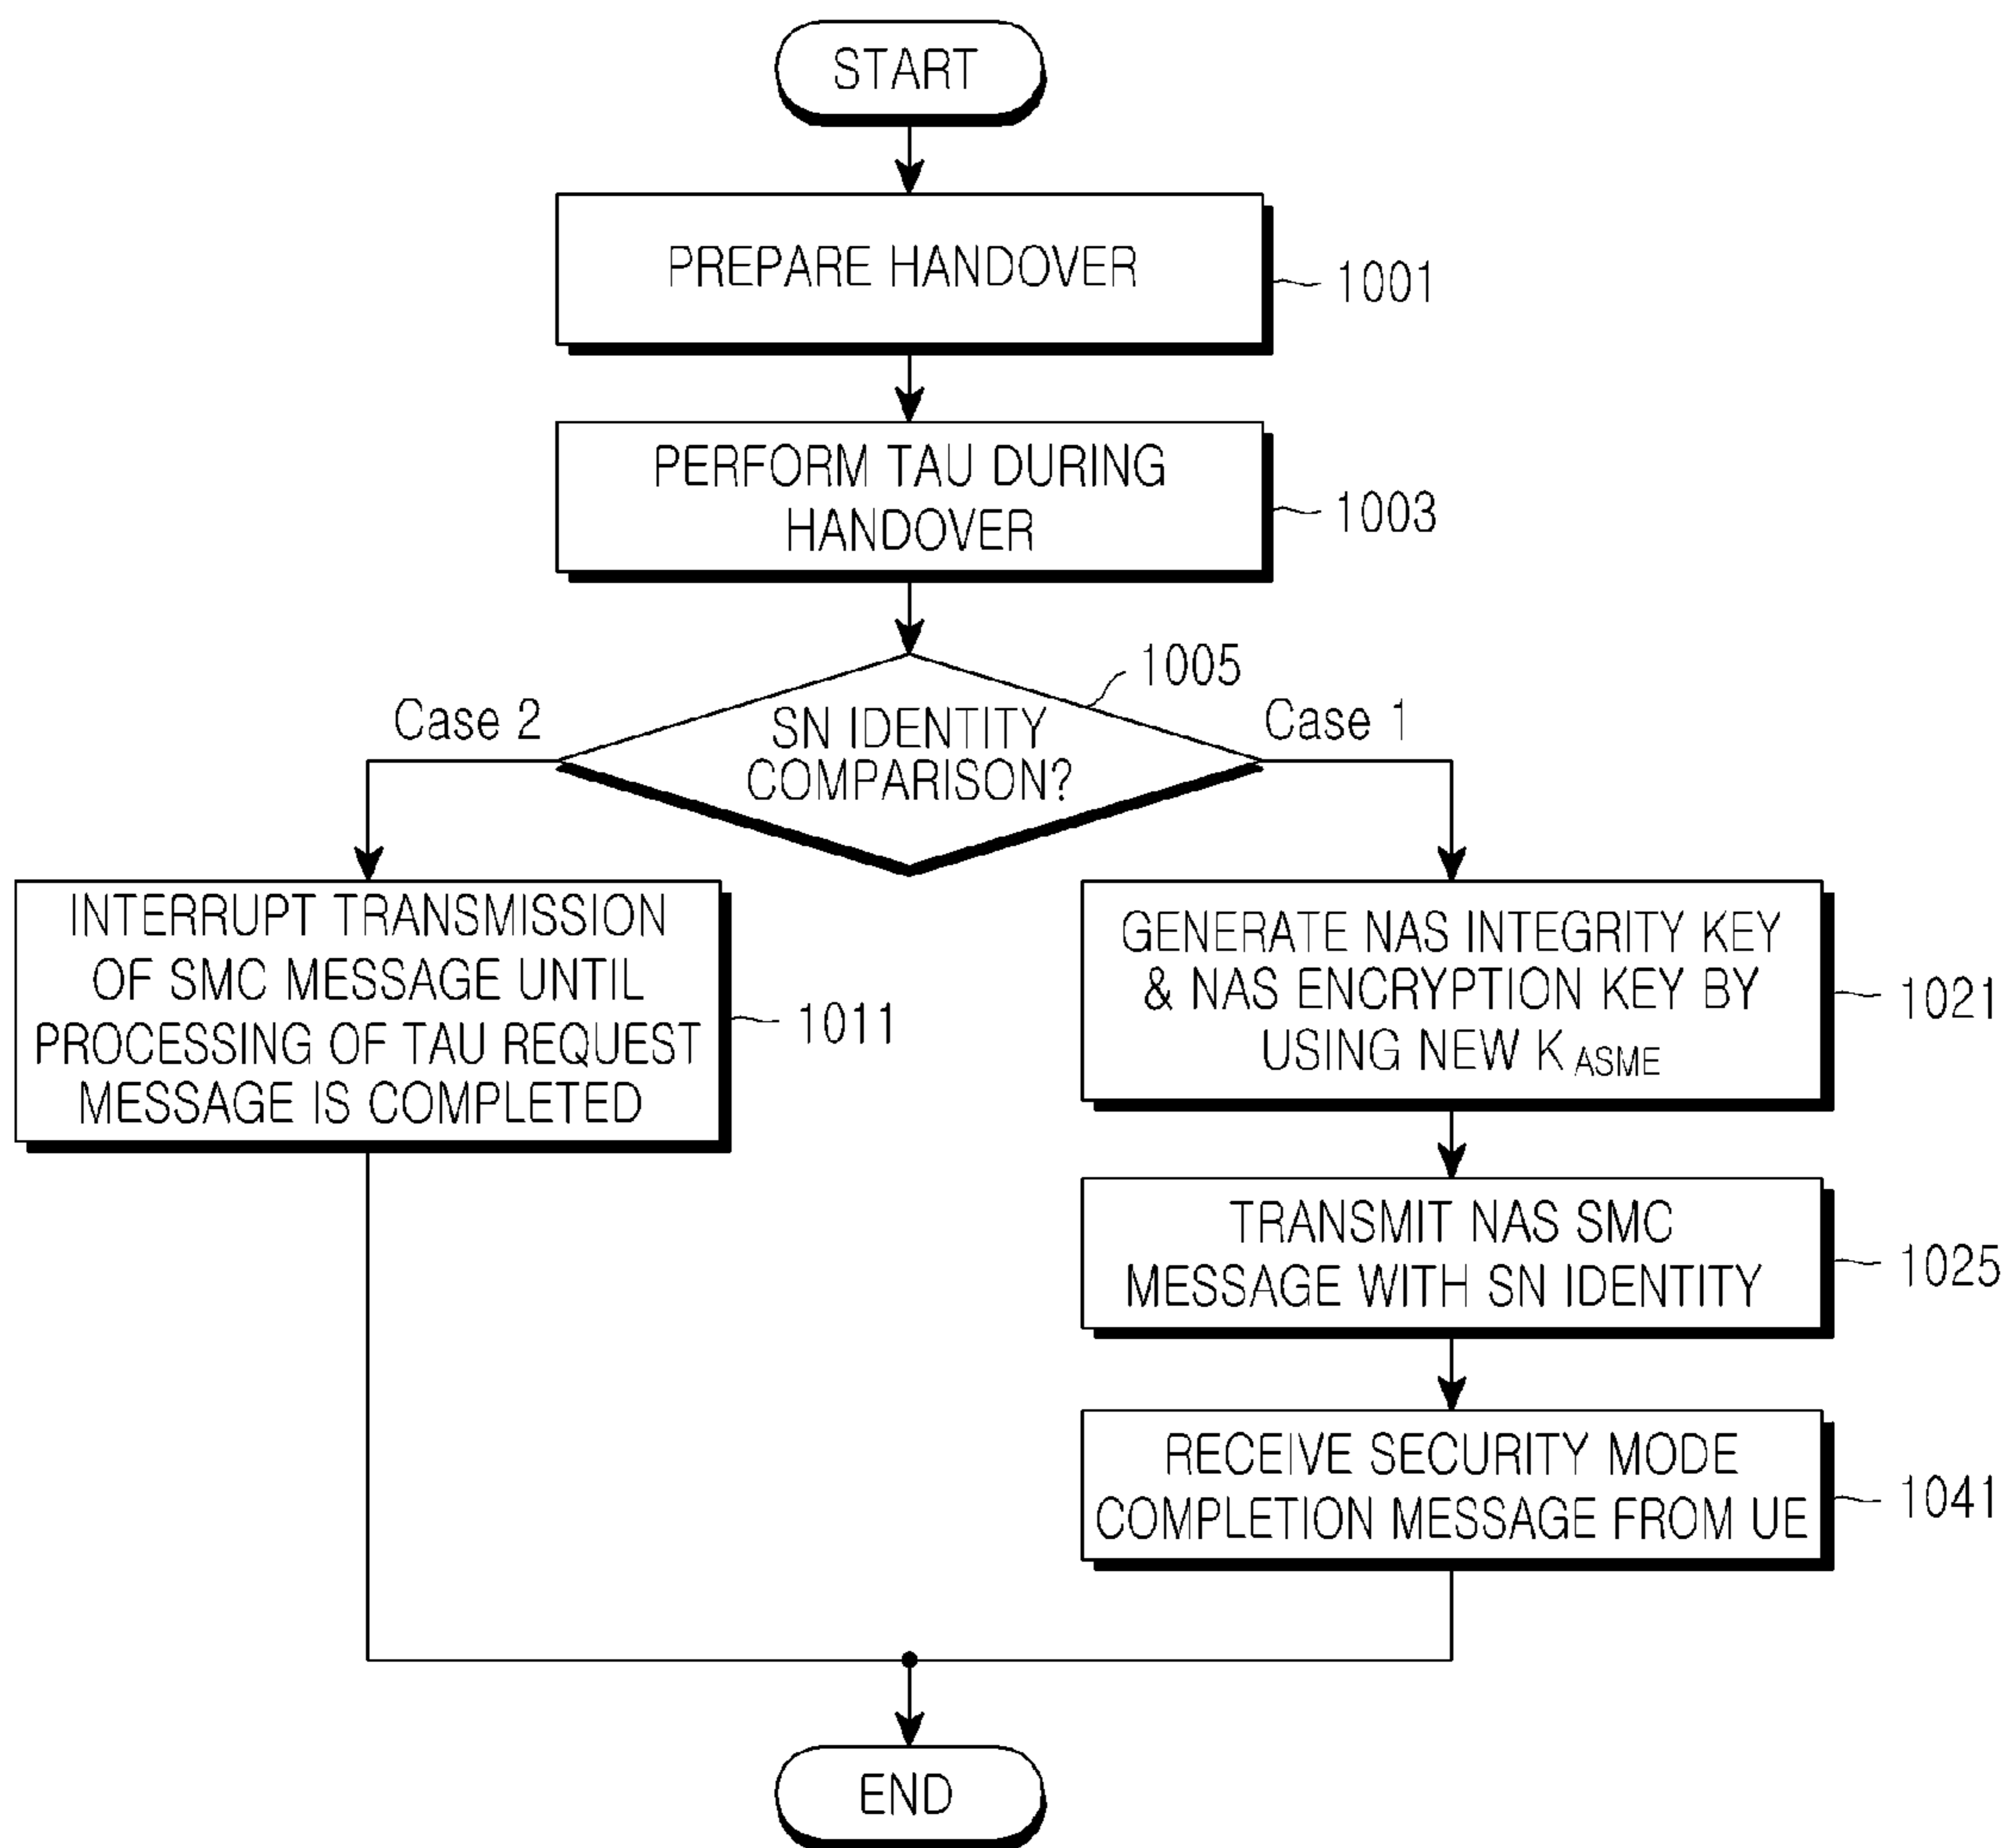 START
PREPARE HANDOVER
1001
PERFORM TAU DURING
HANDOVER
1003
1005
SN IDENTITY
COMPARISON?
Case 2
Case 1
INTERRUPT TRANSMISSION
OF SMC MESSAGE UNTIL
PROCESSING OF TAU REQUEST
MESSAGE IS COMPLETED
1011
GENERATE NAS INTEGRITY KEY
& NAS ENCRYPTION KEY BY
USING NEW K ASME
1021
TRANSMIT NAS SMC
MESSAGE WITH SN IDENTITY
1025
RECEIVE SECURITY MODE
COMPLETION MESSAGE FROM UE
1041
END